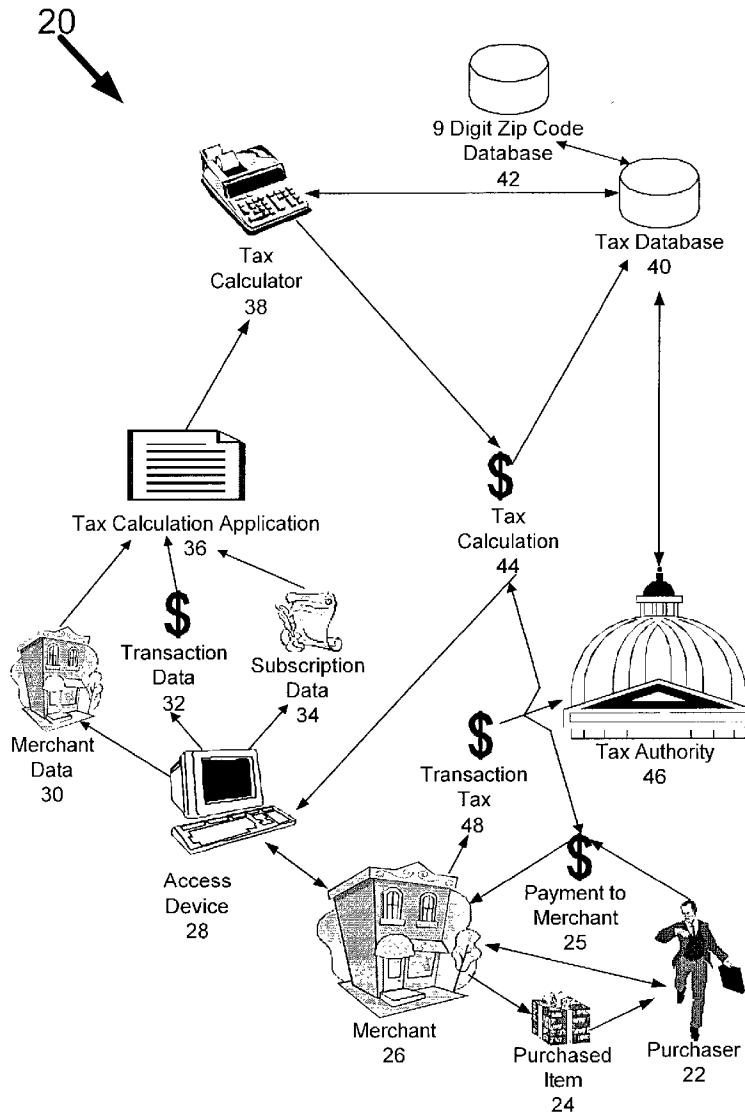 20
9 Digit Zip Code
Database
42
Tax Database
40
Tax
Calculator
38
Tax Calculation Application
36
Tax
Calculation
44
Transaction
Data
32
Subscription
Data
34
Merchant
Data
30
Tax Authority
46
Transaction
Tax
48
Access
Device
28
Payment to
Merchant
25
Merchant
26
Purchased
Item
24
Purchaser
22